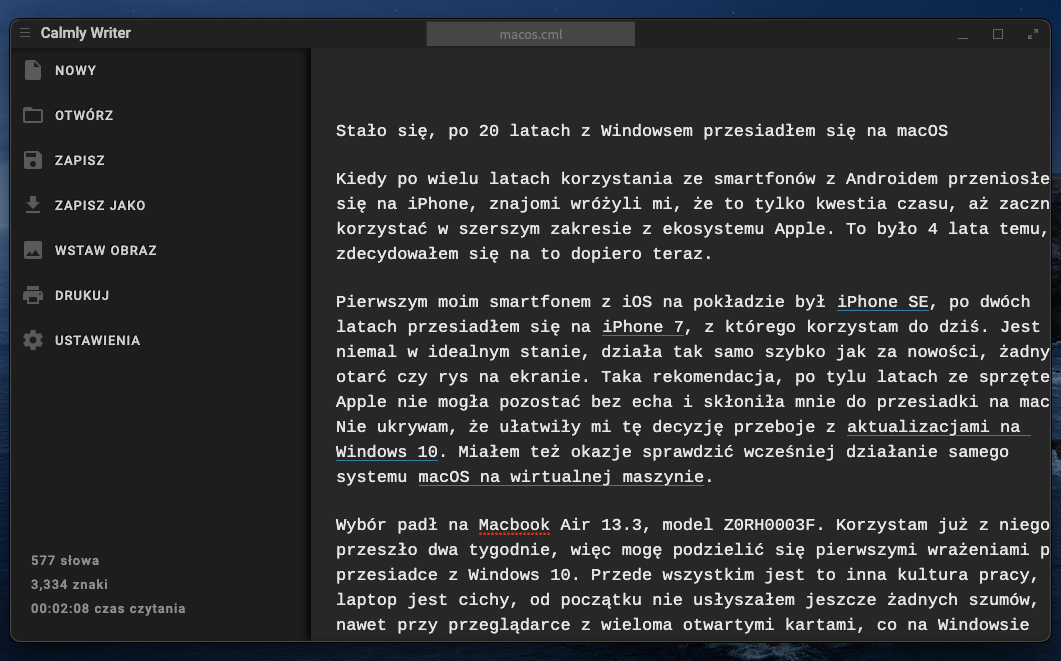 Calmly Writer
macos.cml
NOWY
OTWÓRZ
ZAPISZ
ZAPISZ JAKO
WSTAW OBRAZ
DRUKUJ
USTAWIENIA
577 słowa
3,334 znaki
00:02:08 czas czytania
Stało się, po 20 latach z Windowsem przesiadłem się na macOS
Kiedy po wielu latach korzystania ze smartfonów z Androidem przeniosłe
się na iPhone, znajomi wróżyli mi, że to tylko kwestia czasu, aż zaczn
korzystać w szerszym zakresie z ekosystemu Apple. To było 4 lata temu,
zdecydowałem się na to dopiero teraz.
Pierwszym moim smartfonem z iOS na pokładzie był iPhone SE, po dwóch
latach przesiadłem się na iPhone 7, z którego korzystam do dziś. Jest
niemal w idealnym stanie, działa tak samo szybko jak za nowości, żadny
otarć czy rys na ekranie. Taka rekomendacja, po tylu latach ze sprzęte
Apple nie mogła pozostać bez echa i skłoniła mnie do przesiadki na mac
Nie ukrywam, że ułatwiły mi tę decyzję przeboje z aktualizacjami na
Windows 10. Miałem też okazje sprawdzić wcześniej działanie samego
systemu macOS na wirtualnej maszynie.
Wybór padł na Macbook Air 13.3, model Z0RH0003F. Korzystam już z niego
przeszło dwa tygodnie, więc mogę podzielić się pierwszymi wrażeniami p
przesiadce z Windows 10. Przede wszystkim jest to inna kultura pracy,
laptop jest cichy, od początku nie usłyszałem jeszcze żadnych szumów,
nawet przy przeglądarce z wieloma otwartymi kartami, co na Windowsie